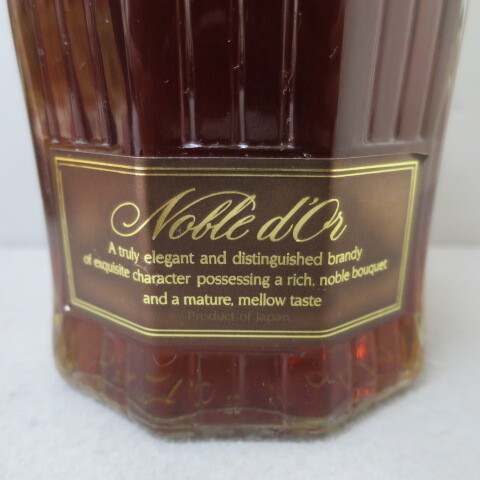 Noble d'Or
A truly elegant and distinguished brandy
of exquisite character possessing a rich, noble bouquet
and a mature, mellow taste
Product of Japan